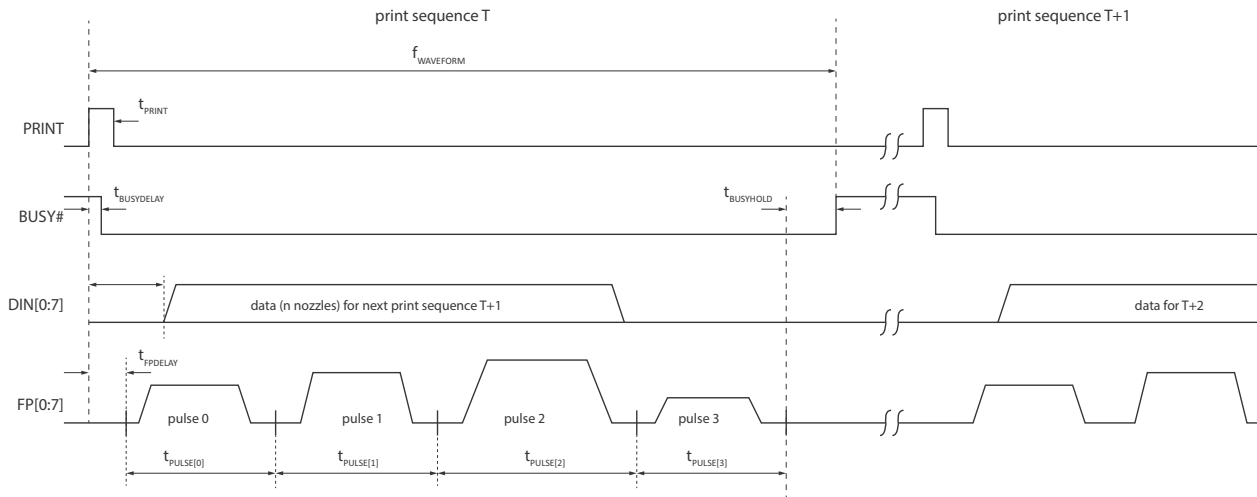 print sequence T
print sequence T+1
fWAVEFORM
tPRINT
PRINT
tBUSYDELAY
tBUSYHOLD
BUSY#
DIN[0:7]
data (n nozzles) for next print sequence T+1
data for T+2
tFPDELAY
FP[0:7]
pulse 0
pulse 1
pulse 2
pulse 3
tPULSE[0]
tPULSE[1]
tPULSE[2]
tPULSE[3]